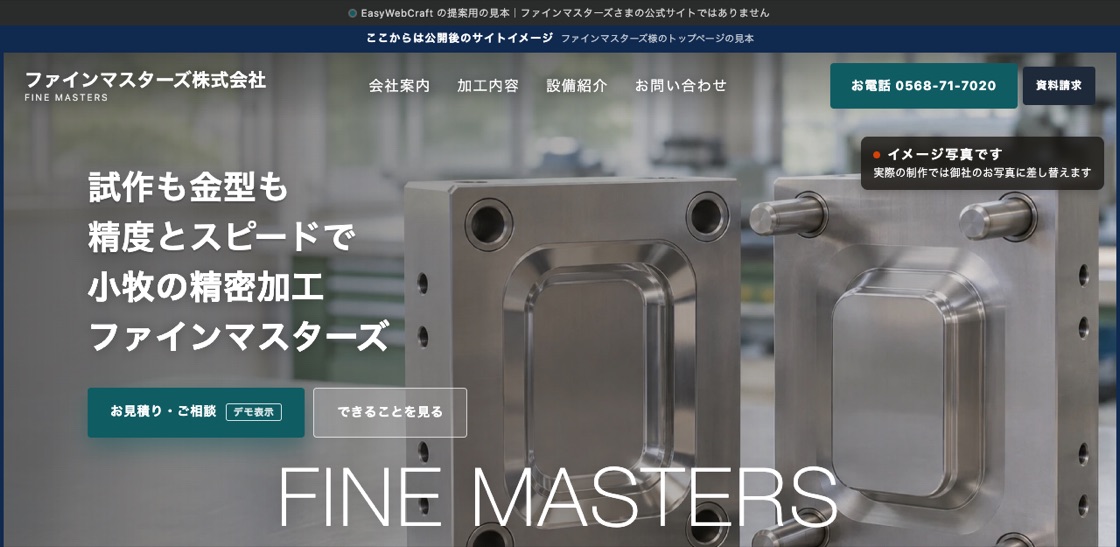 EasyWebCraft の提案用の見本｜ファインマスターズさまの公式サイトではありません
ここからは公開後のサイトイメージ ファインマスターズ様のトップページの見本
ファインマスターズ株式会社
FINE MASTERS
会社案内 加工内容 設備紹介 お問い合わせ
お電話 0568-71-7020
資料請求
イメージ写真です
実際の制作では御社のお写真に差し替えます
試作も金型も
精度とスピードで
小牧の精密加工
ファインマスターズ
お見積り・ご相談 デモ表示
できることを見る
FINE MASTERS